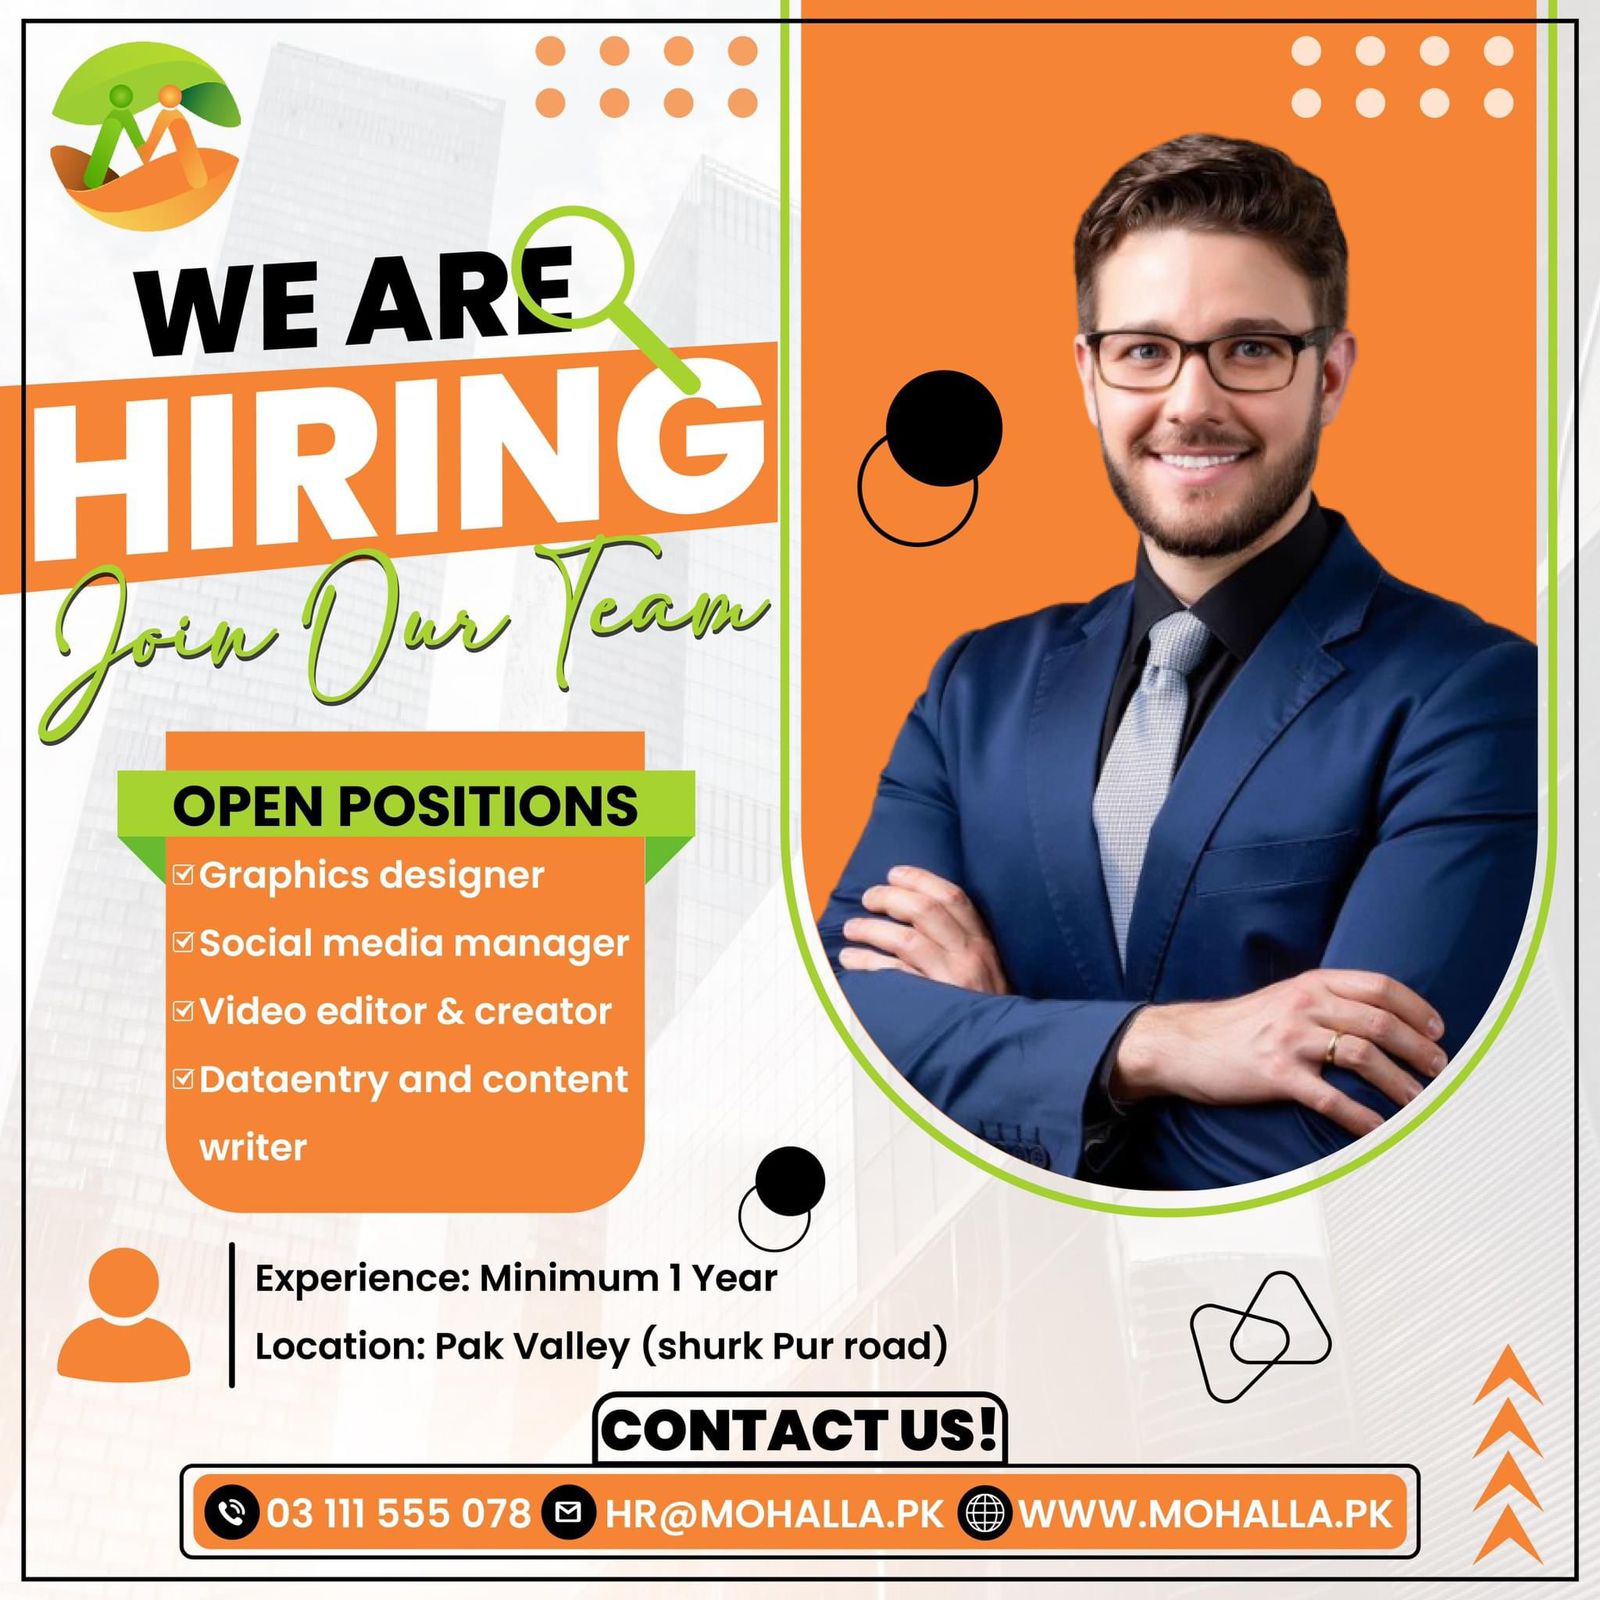 WE ARE
HIRING
Join Our Team
OPEN POSITIONS
Graphics designer
Social media manager
Video editor & creator
Dataentry and content
writer
Experience: Minimum 1 Year
Location: Pak Valley (shurk Pur road)
CONTACT US!
03 111 555 078 HR@MOHALLA.PK WWW.MOHALLA.PK